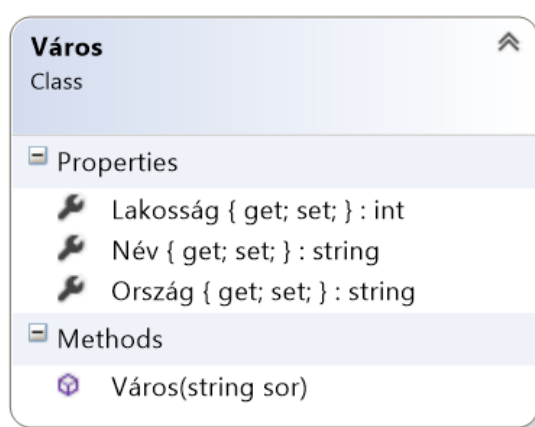 Város
Class
Properties
Lakosság { get; set; } : int
Név { get; set; } : string
Ország { get; set; } : string
Methods
Város(string sor)